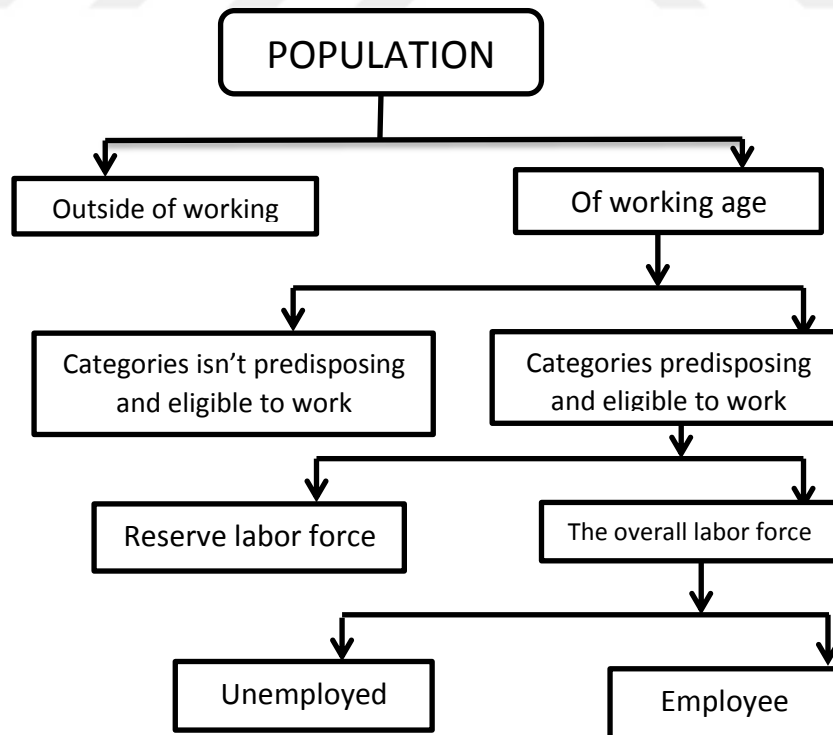 POPULATION
Outside of working
Of working age
Categories isn’t predisposing
and eligible to work
Categories predisposing
and eligible to work
Reserve labor force
The overall labor force
Unemployed
Employee